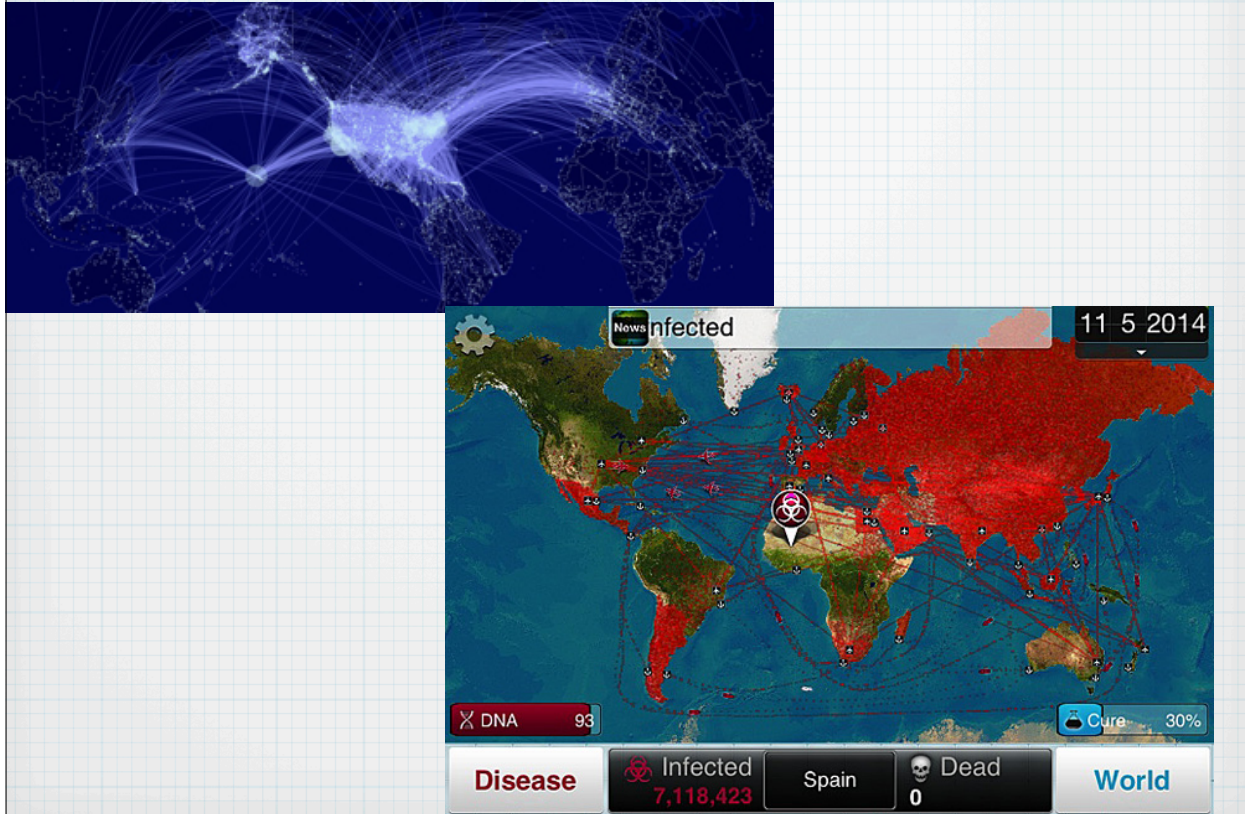 News nfected
11 5 2014
DNA 93
Cure 30%
Disease
Infected
7,118,423
Spain
Dead
0
World